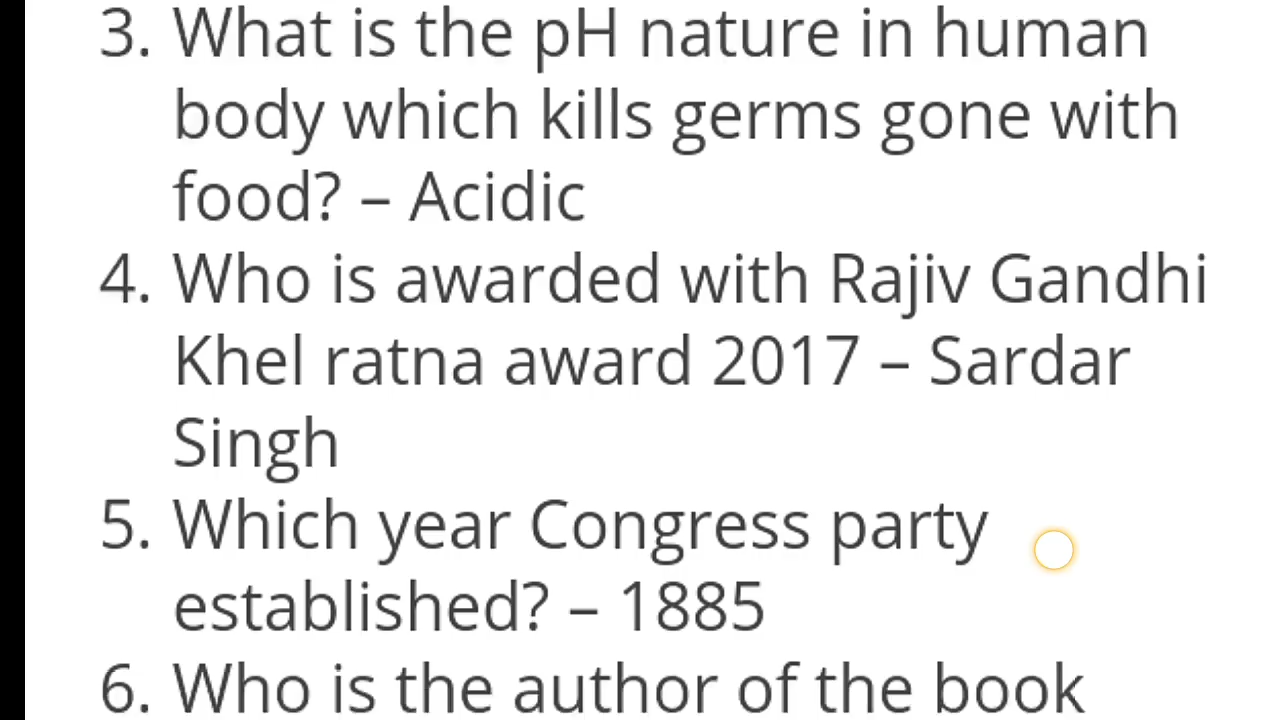 3. What is the pH nature in human
body which kills germs gone with
food? – Acidic
4. Who is awarded with Rajiv Gandhi
Khel ratna award 2017 – Sardar
Singh
5. Which year Congress party
established? – 1885
6. Who is the author of the book